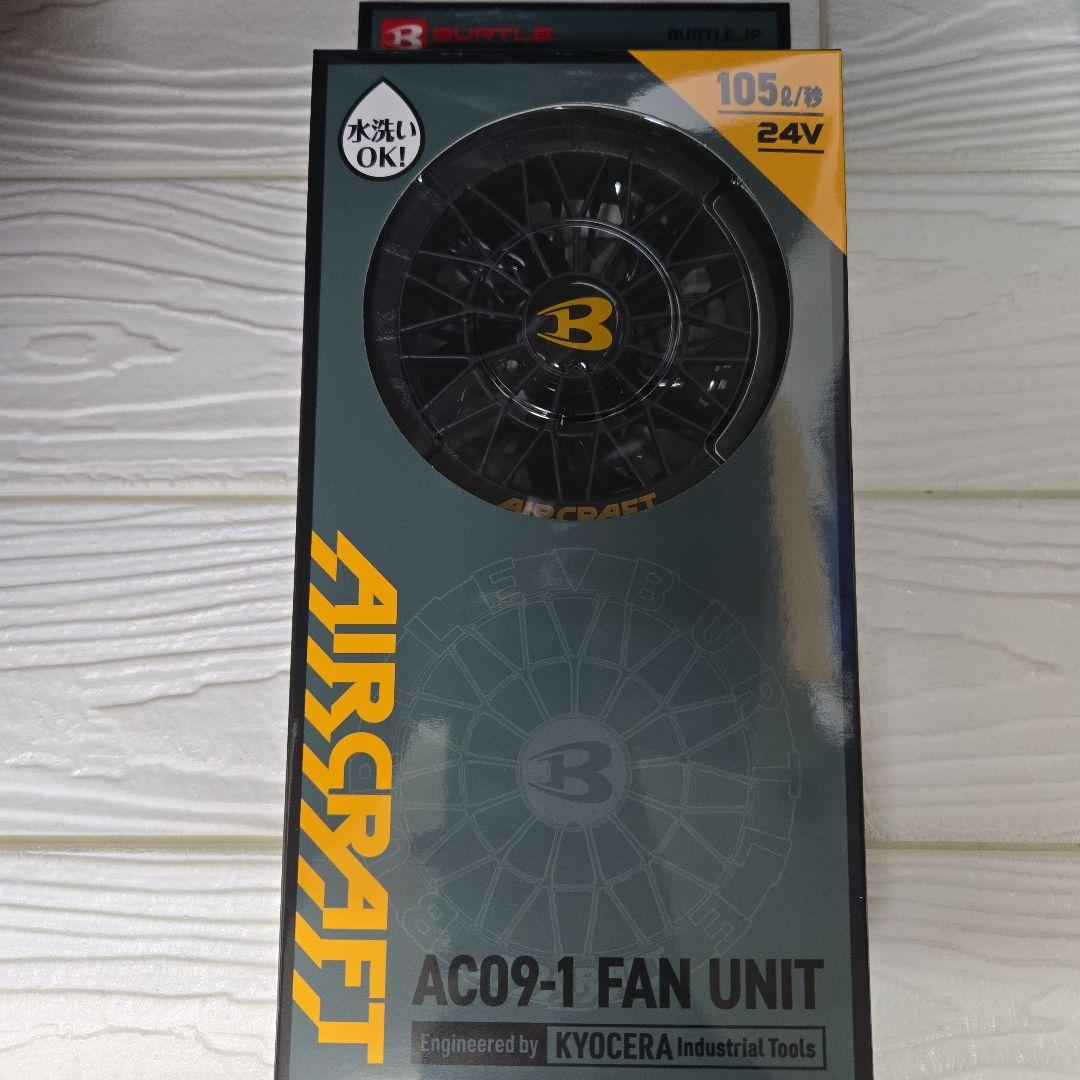 BURTLE
BURTLE.JP
水洗い
OK!
105ℓ/秒
24V
B
AIRCRAFT
AIRCRAFT
BURTLE
B
AC09-1 FAN UNIT
Engineered by KYOCERA Industrial Tools